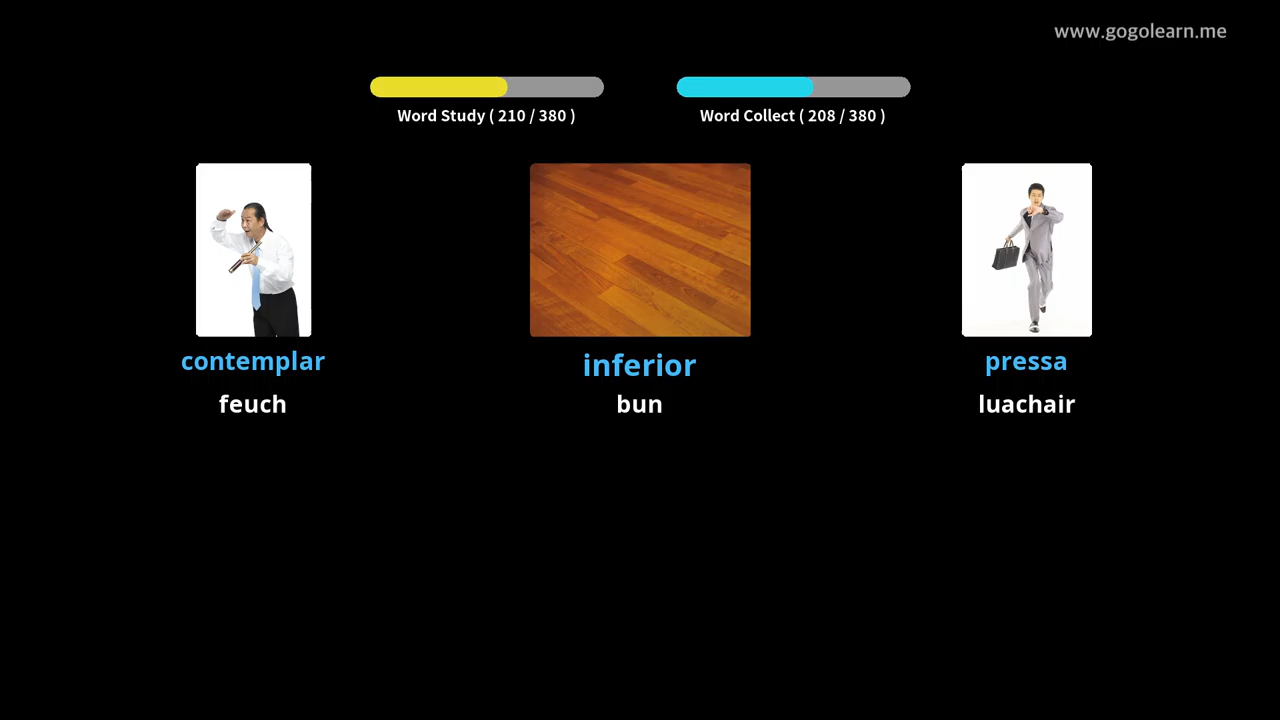 www.gogolearn.me
Word Study ( 210 / 380 )
Word Collect ( 208 / 380 )
contemplar
inferior
pressa
feuch
bun
luachair